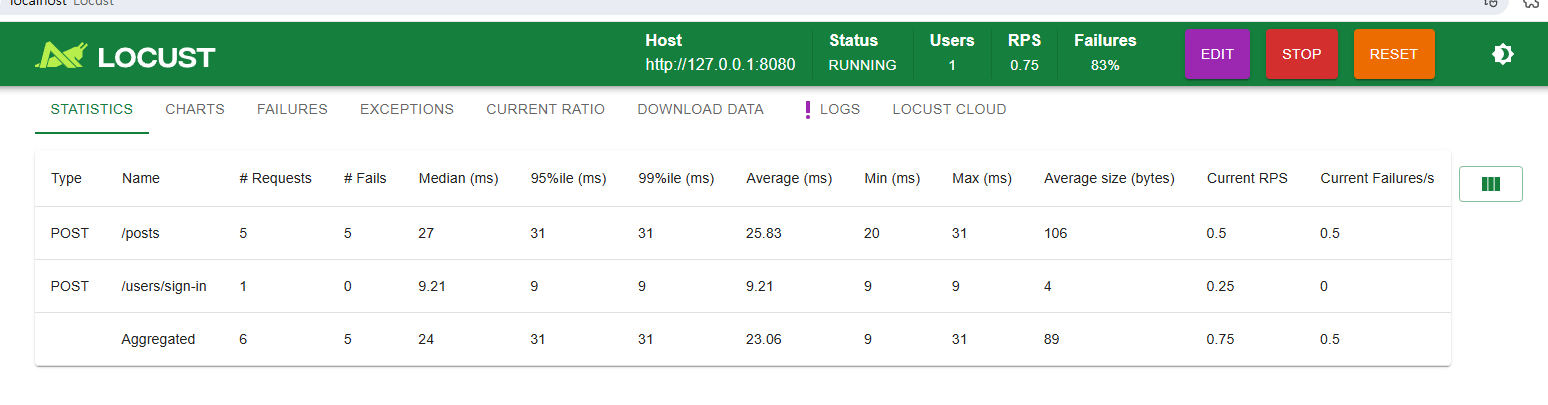 localhost Locust
LOCUST
Host
http://127.0.0.1:8080
Status
RUNNING
Users
1
RPS
0.75
Failures
83%
EDIT
STOP
RESET
STATISTICS CHARTS FAILURES EXCEPTIONS CURRENT RATIO DOWNLOAD DATA LOGS LOCUST CLOUD
Type Name # Requests # Fails Median (ms) 95%ile (ms) 99%ile (ms) Average (ms) Min (ms) Max (ms) Average size (bytes) Current RPS Current Failures/s
POST /posts 5 5 27 31 31 25.83 20 31 106 0.5 0.5
POST /users/sign-in 1 0 9.21 9 9 9.21 9 9 4 0.25 0
Aggregated 6 5 24 31 31 23.06 9 31 89 0.75 0.5